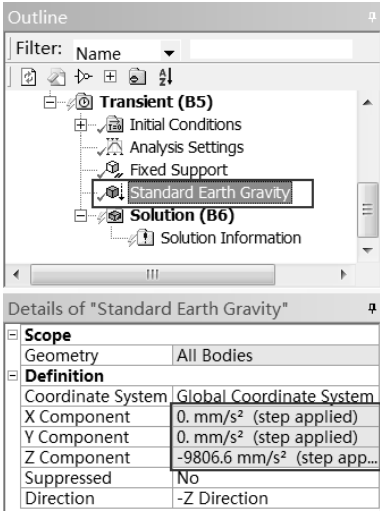 Outline
Filter: Name
Transient (B5)
Initial Conditions
Analysis Settings
Fixed Support
Standard Earth Gravity
Solution (B6)
Solution Information
Details of "Standard Earth Gravity"
Scope
Geometry All Bodies
Definition
Coordinate System Global Coordinate System
X Component 0. mm/s² (step applied)
Y Component 0. mm/s² (step applied)
Z Component -9806.6 mm/s² (step app...
Suppressed No
Direction -Z Direction